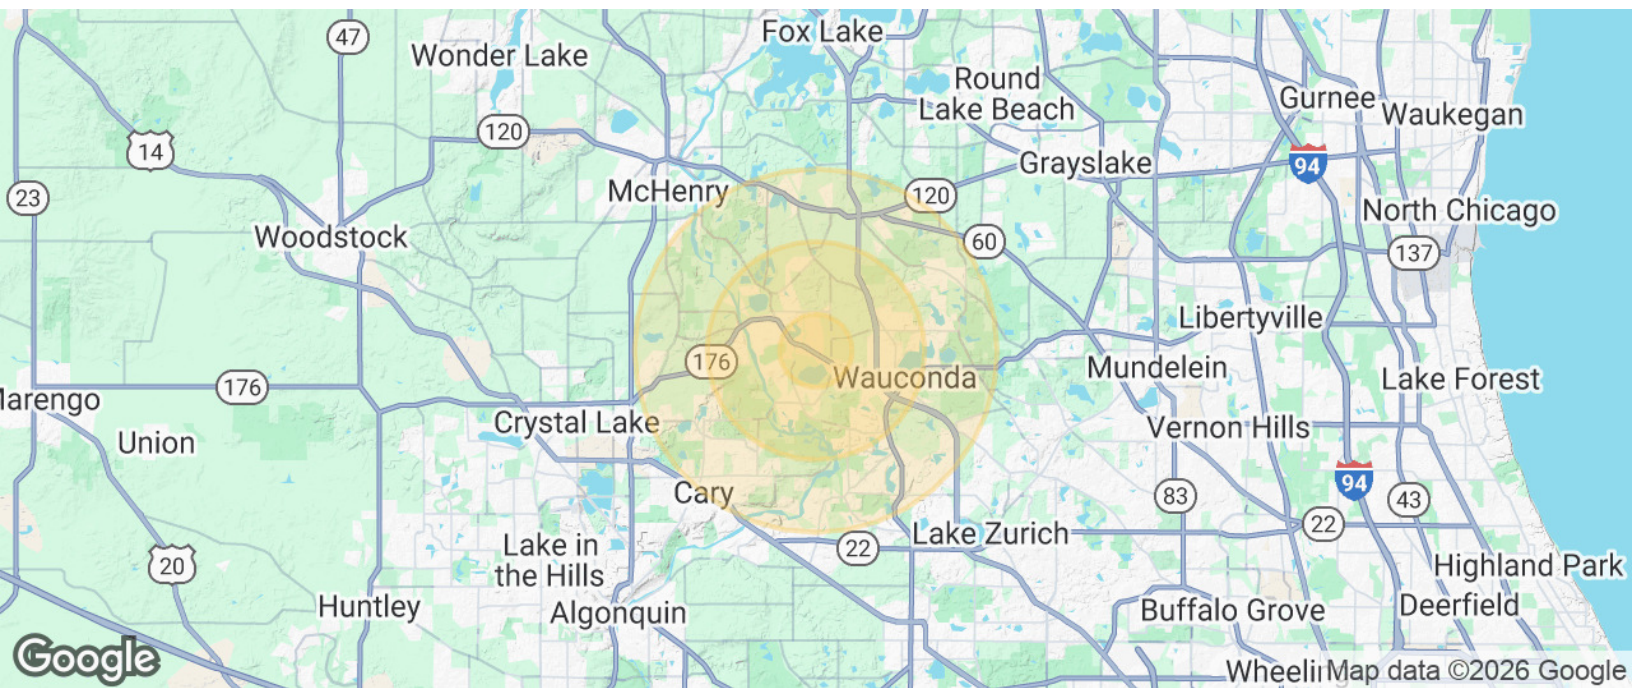 Fox Lake
47
Wonder Lake
Round
Lake Beach
Gurnee
Waukegan
120
14
94
Grayslake
McHenry
120
23
North Chicago
Woodstock
60
137
Libertyville
176
Mundelein
Wauconda
Lake Forest
176
Marengo
Crystal Lake
Vernon Hills
Union
94
Cary
83
43
22
Lake Zurich
22
Lake in
the Hills
20
Highland Park
Huntley
Algonquin
Buffalo Grove
Deerfield
Google
Wheelin
Map data ©2026 Google